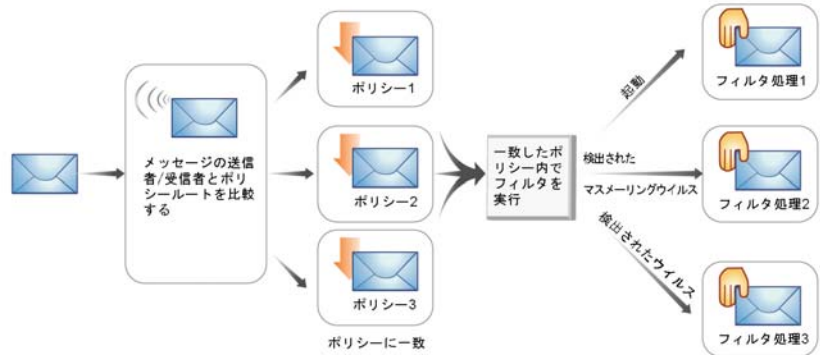 メッセージの送信
者/受信者とポリ
シールートを比較
する
ポリシー1
ポリシー2
ポリシー3
ポリシーに一致
一致したポ
リシー内で
フィルタを
実行
起動
検出された
マスメーリングウイルス
検出されたウイルス
フィルタ処理1
フィルタ処理2
フィルタ処理3